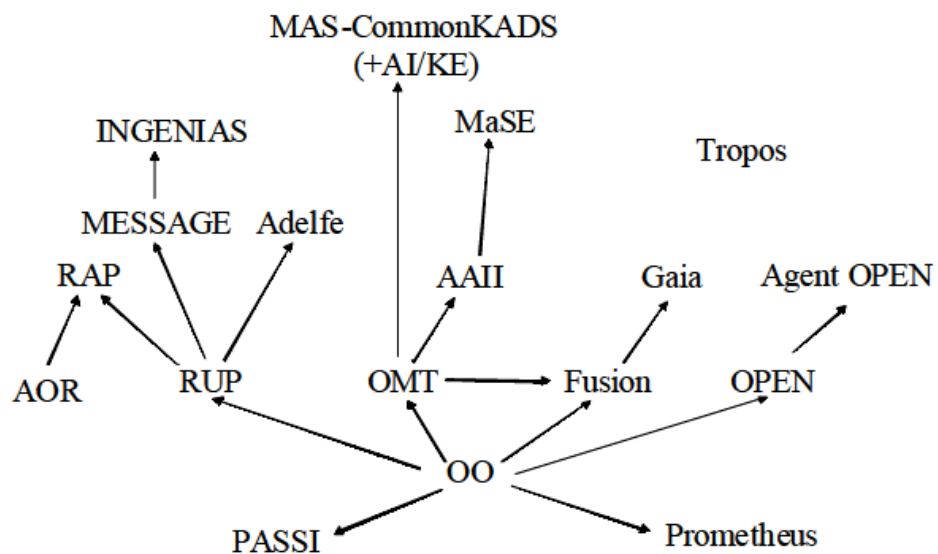 MAS-CommonKADS
(+AI/KE)
MaSE
INGENIAS
Tropos
MESSAGE Adelfe
RAP AAII Gaia Agent OPEN
AOR RUP OMT Fusion OPEN
OO
PASSI Prometheus